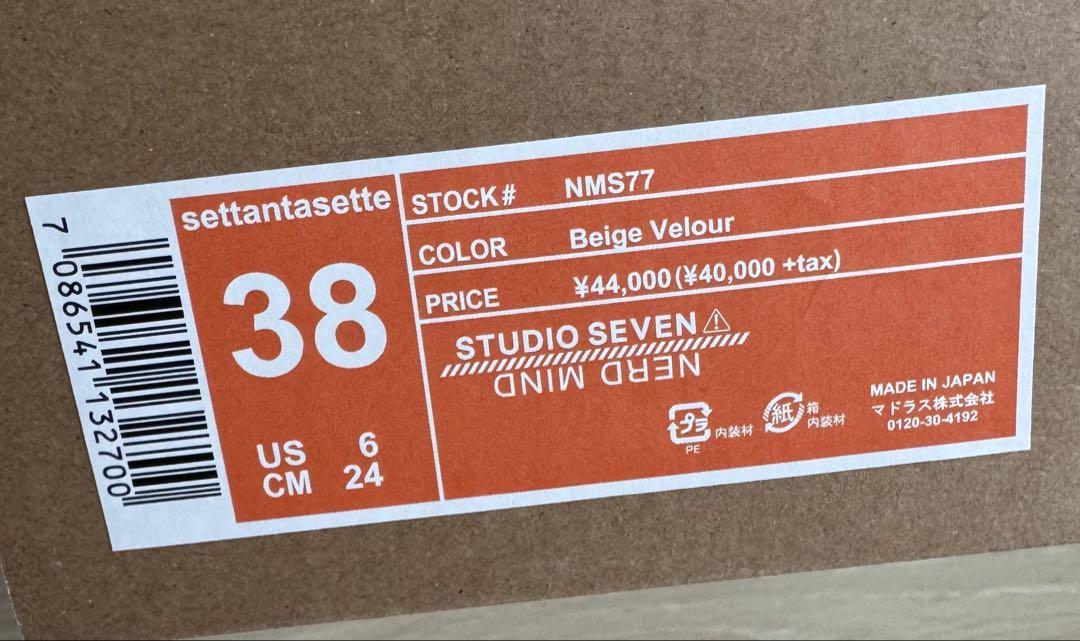 7 086541 132700
settantasette
38
US 6
CM 24
STOCK# NMS77
COLOR Beige Velour
PRICE ¥44,000(¥40,000 +tax)
STUDIO SEVEN
NERD MIND
プラ 内装材
PE
紙 箱
内装材
MADE IN JAPAN
マドラス株式会社
0120-30-4192